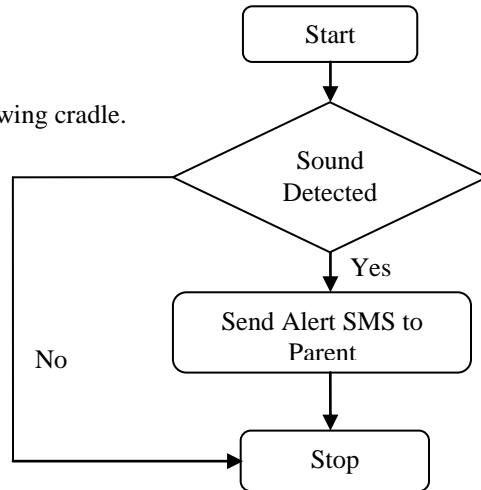 Start
wing cradle.
Sound
Detected
Yes
Send Alert SMS to
Parent
No
Stop